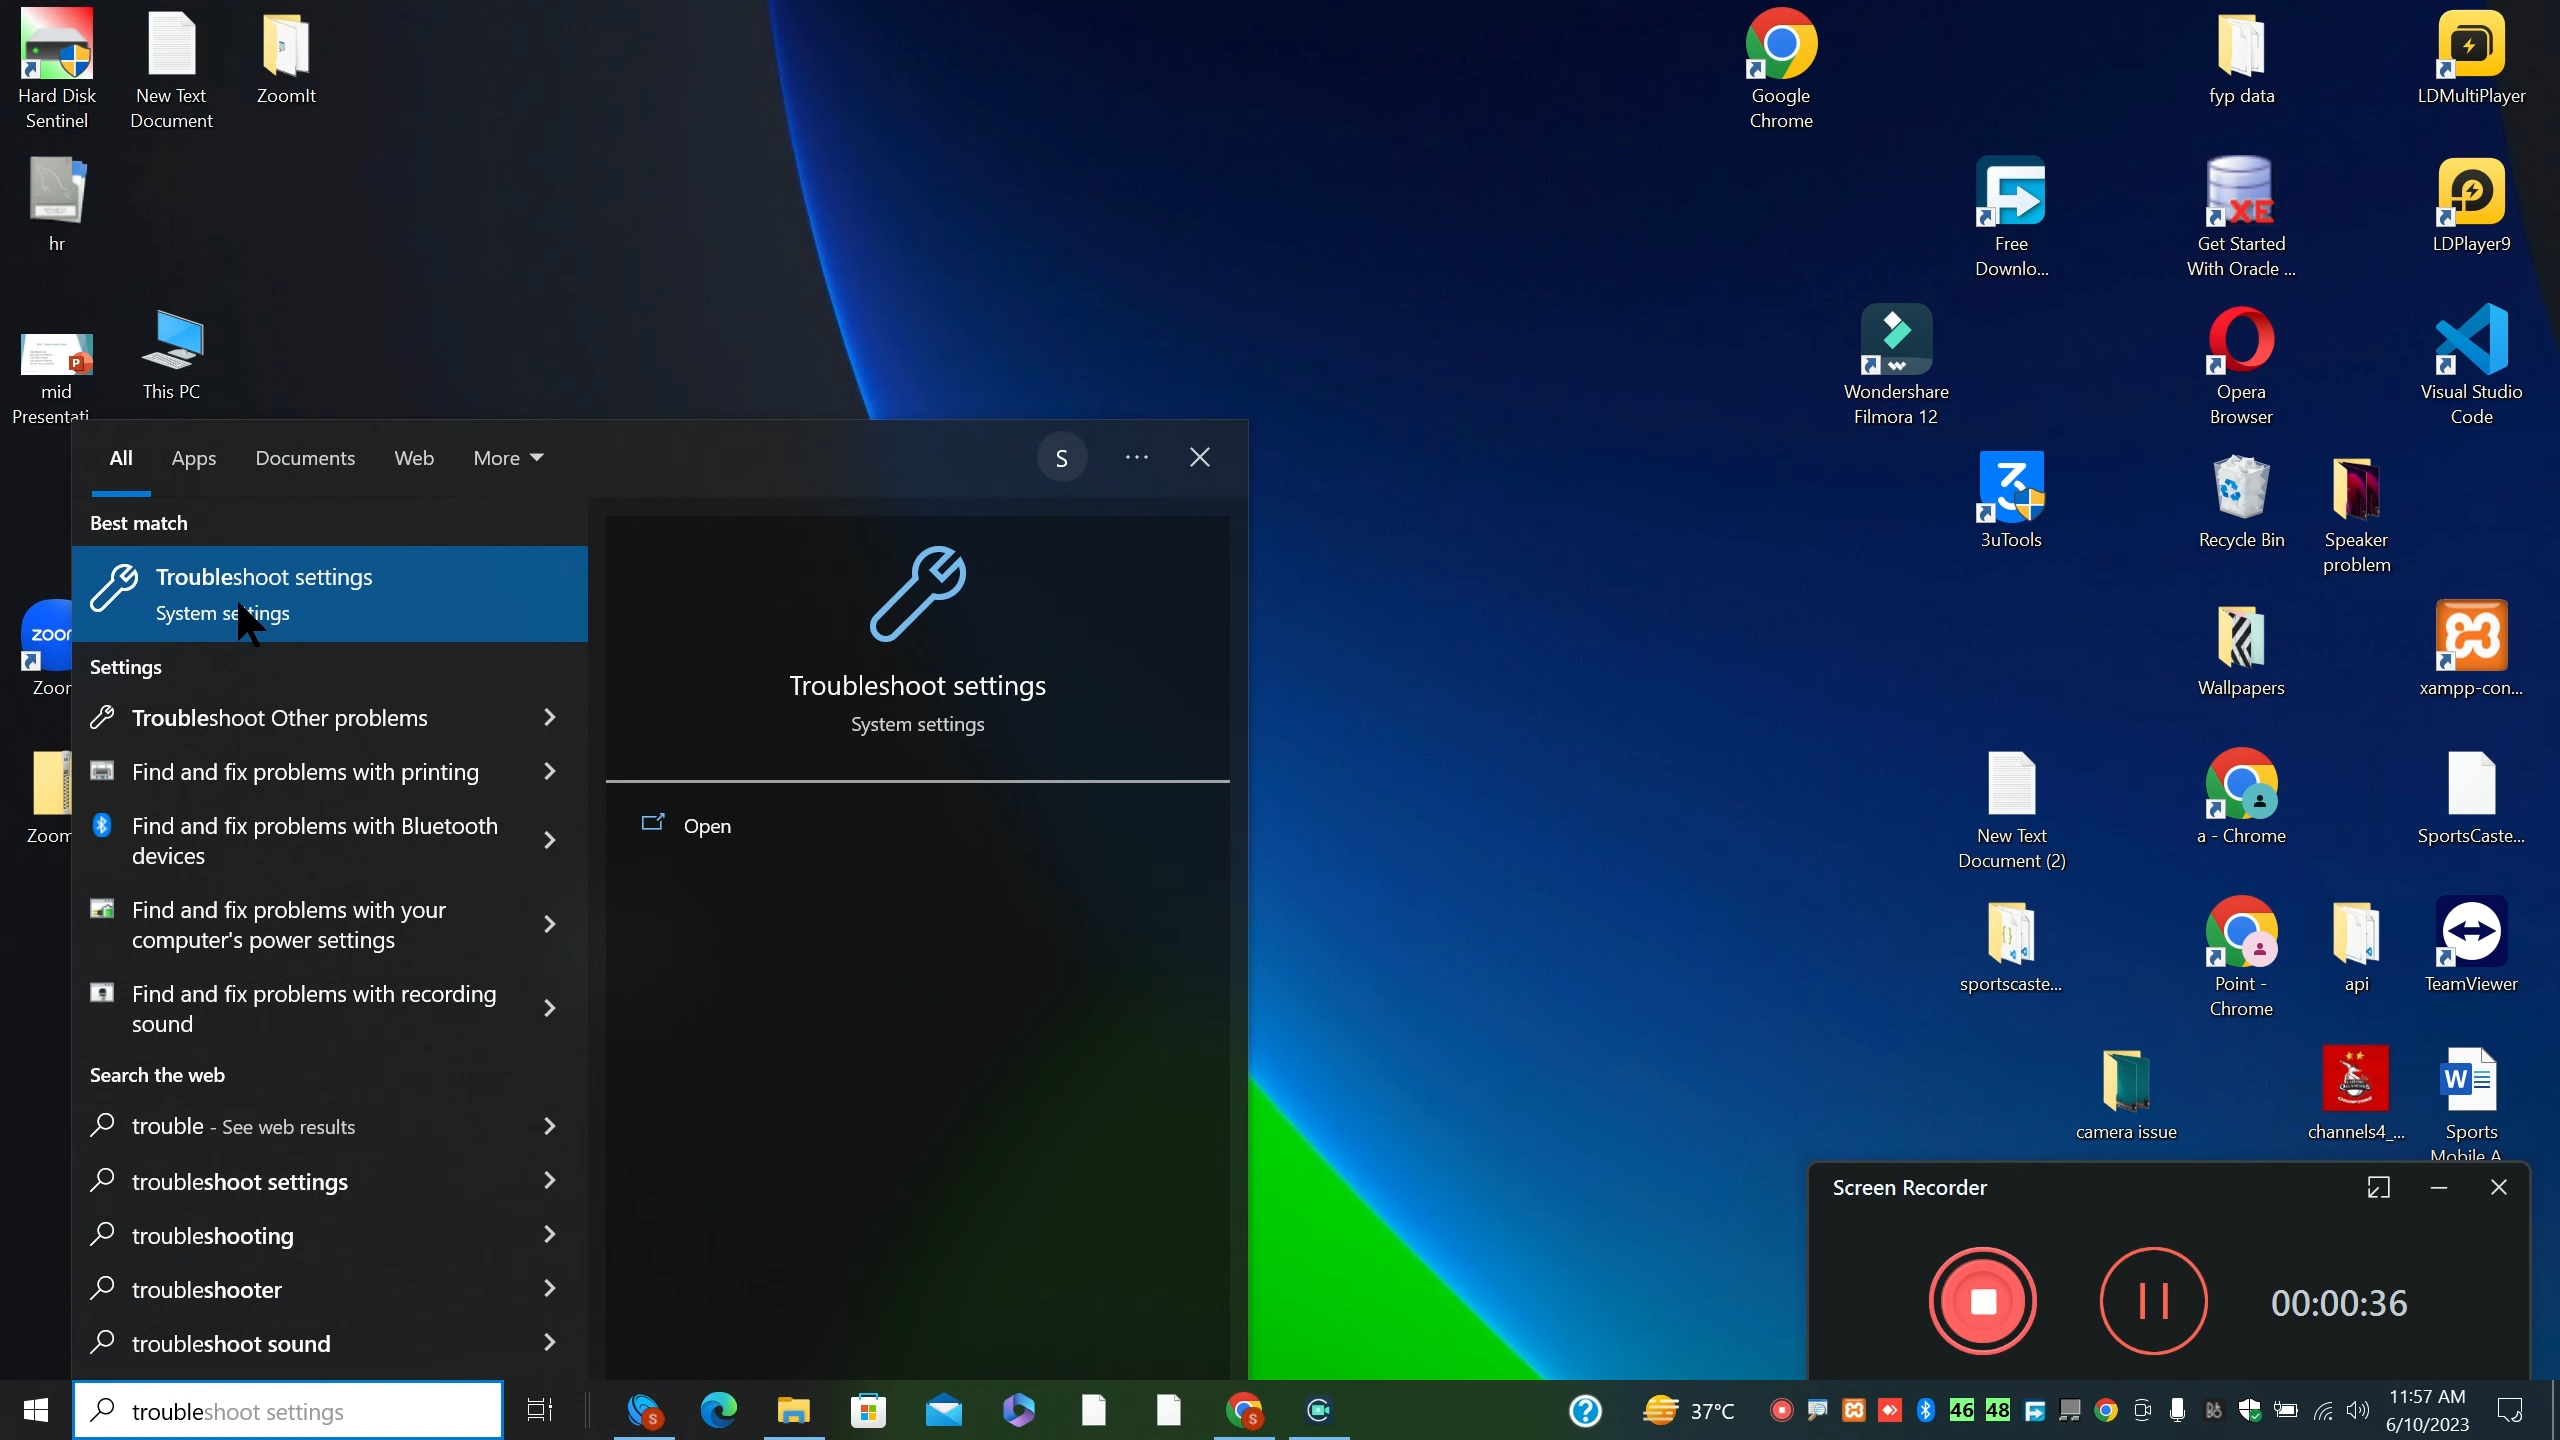 Hard Disk
Sentinel
New Text
Document
ZoomIt
hr
mid
Presentati...
This PC
Zoom
Google
Chrome
fyp data
LDMultiPlayer
Free
Downlo...
XE
Get Started
With Oracle ...
LDPlayer9
Wondershare
Filmora 12
Opera
Browser
Visual Studio
Code
3uTools
Recycle Bin
Speaker
problem
Wallpapers
xampp-con...
New Text
Document (2)
a - Chrome
SportsCaste...
sportscaste...
Point -
Chrome
api
TeamViewer
camera issue
channels4_...
Sports
Mobile A
All
Apps
Documents
Web
More
S
Best match
Troubleshoot settings
System settings
Settings
Troubleshoot Other problems
Find and fix problems with printing
Find and fix problems with Bluetooth
devices
Find and fix problems with your
computer's power settings
Find and fix problems with recording
sound
Search the web
trouble - See web results
troubleshoot settings
troubleshooting
troubleshooter
troubleshoot sound
Troubleshoot settings
System settings
Open
Screen Recorder
00:00:36
troubleshoot settings
37°C
46
48
11:57 AM
6/10/2023